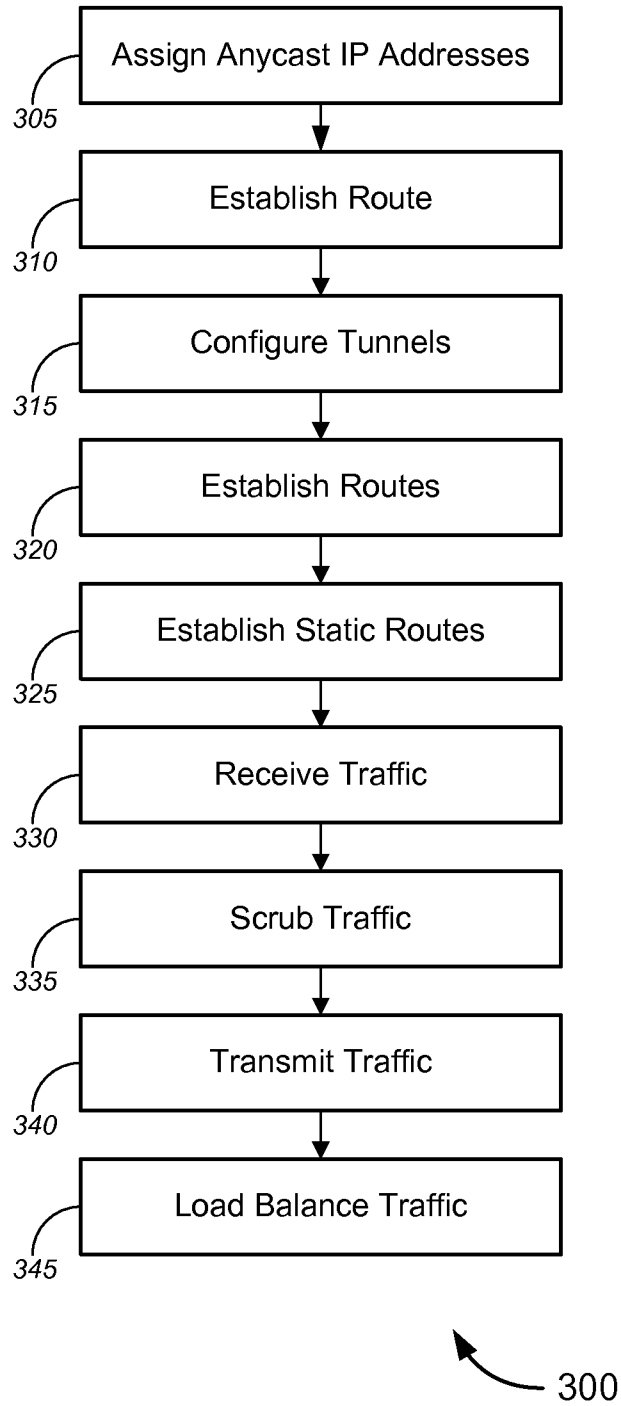 Assign Anycast IP Addresses
305
Establish Route
310
Configure Tunnels
315
Establish Routes
320
Establish Static Routes
325
Receive Traffic
330
Scrub Traffic
335
Transmit Traffic
340
Load Balance Traffic
345
300